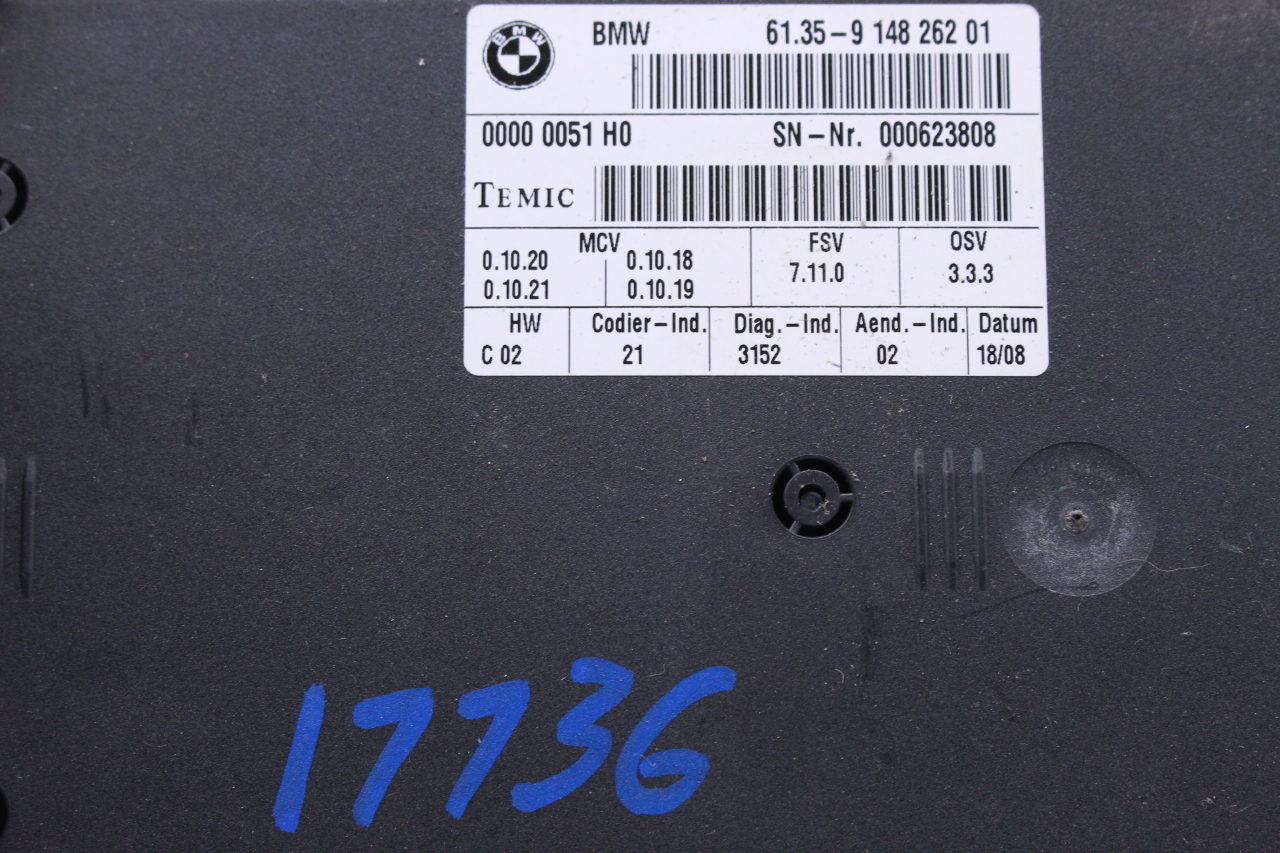 BMW
BMW 61.35-9 148 262 01
0000 0051 H0 SN-Nr. 000623808
TEMIC
MCV FSV OSV
0.10.20 0.10.18 7.11.0 3.3.3
0.10.21 0.10.19
HW Codier-Ind. Diag.-Ind. Aend.-Ind. Datum
C 02 21 3152 02 18/08
17736